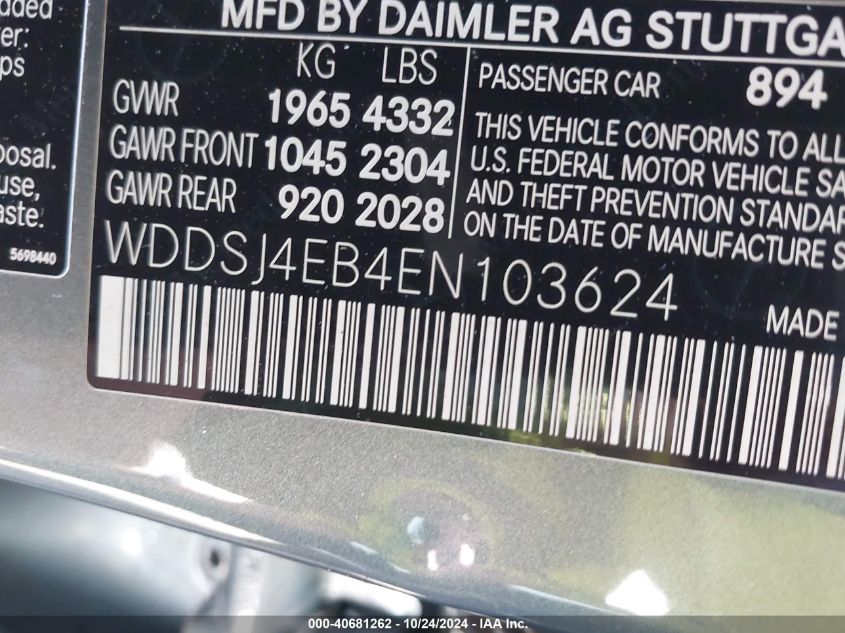 MFD BY DAIMLER AG STUTTGA
KG LBS
GVWR 1965 4332
GAWR FRONT 1045 2304
GAWR REAR 920 2028
WDDSJ4EB4EN103624
PASSENGER CAR 894
THIS VEHICLE CONFORMS TO ALL
U.S. FEDERAL MOTOR VEHICLE SA
AND THEFT PREVENTION STANDAR
ON THE DATE OF MANUFACTURE S
MADE
er:
ps
posal.
use,
aste.
5698440
000-40681262 - 10/24/2024 - IAA Inc.